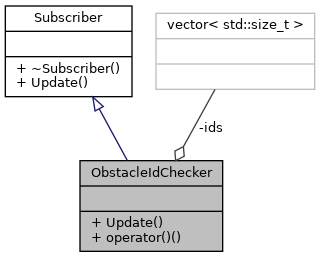 Subscriber
+ ~Subscriber()
+ Update()
vector< std::size_t >
-ids
ObstacleIdChecker
+ Update()
+ operator()()